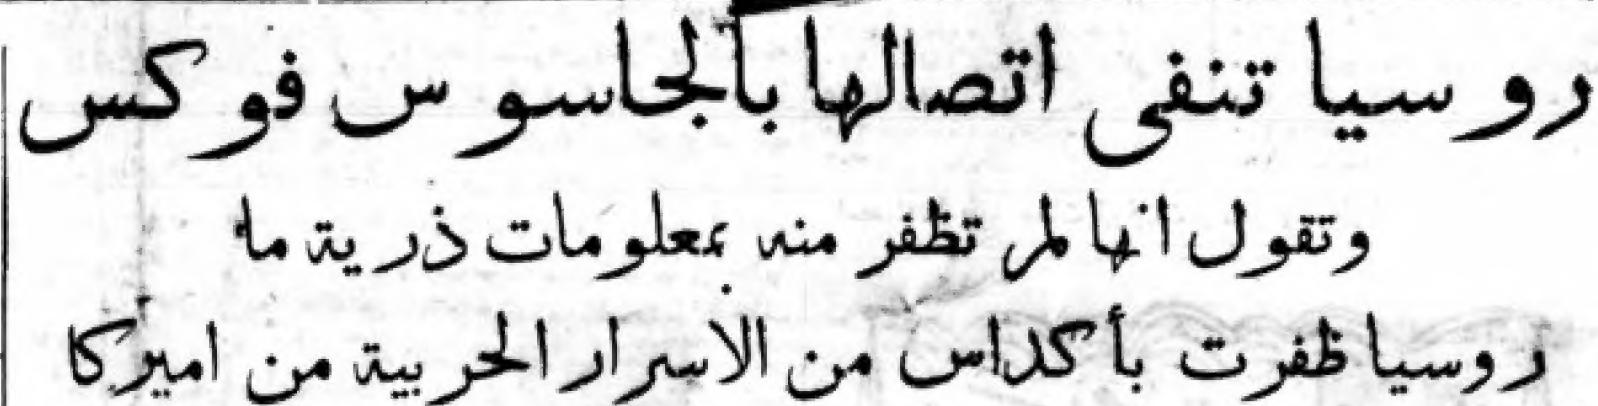 روسيا تنفى اتصالها بالجاسوس فوكس
وتقول انها لم تظفر منه بمعلومات ذرية ما
روسيا ظفرت بأكداس من الاسرار الحربية من اميركا